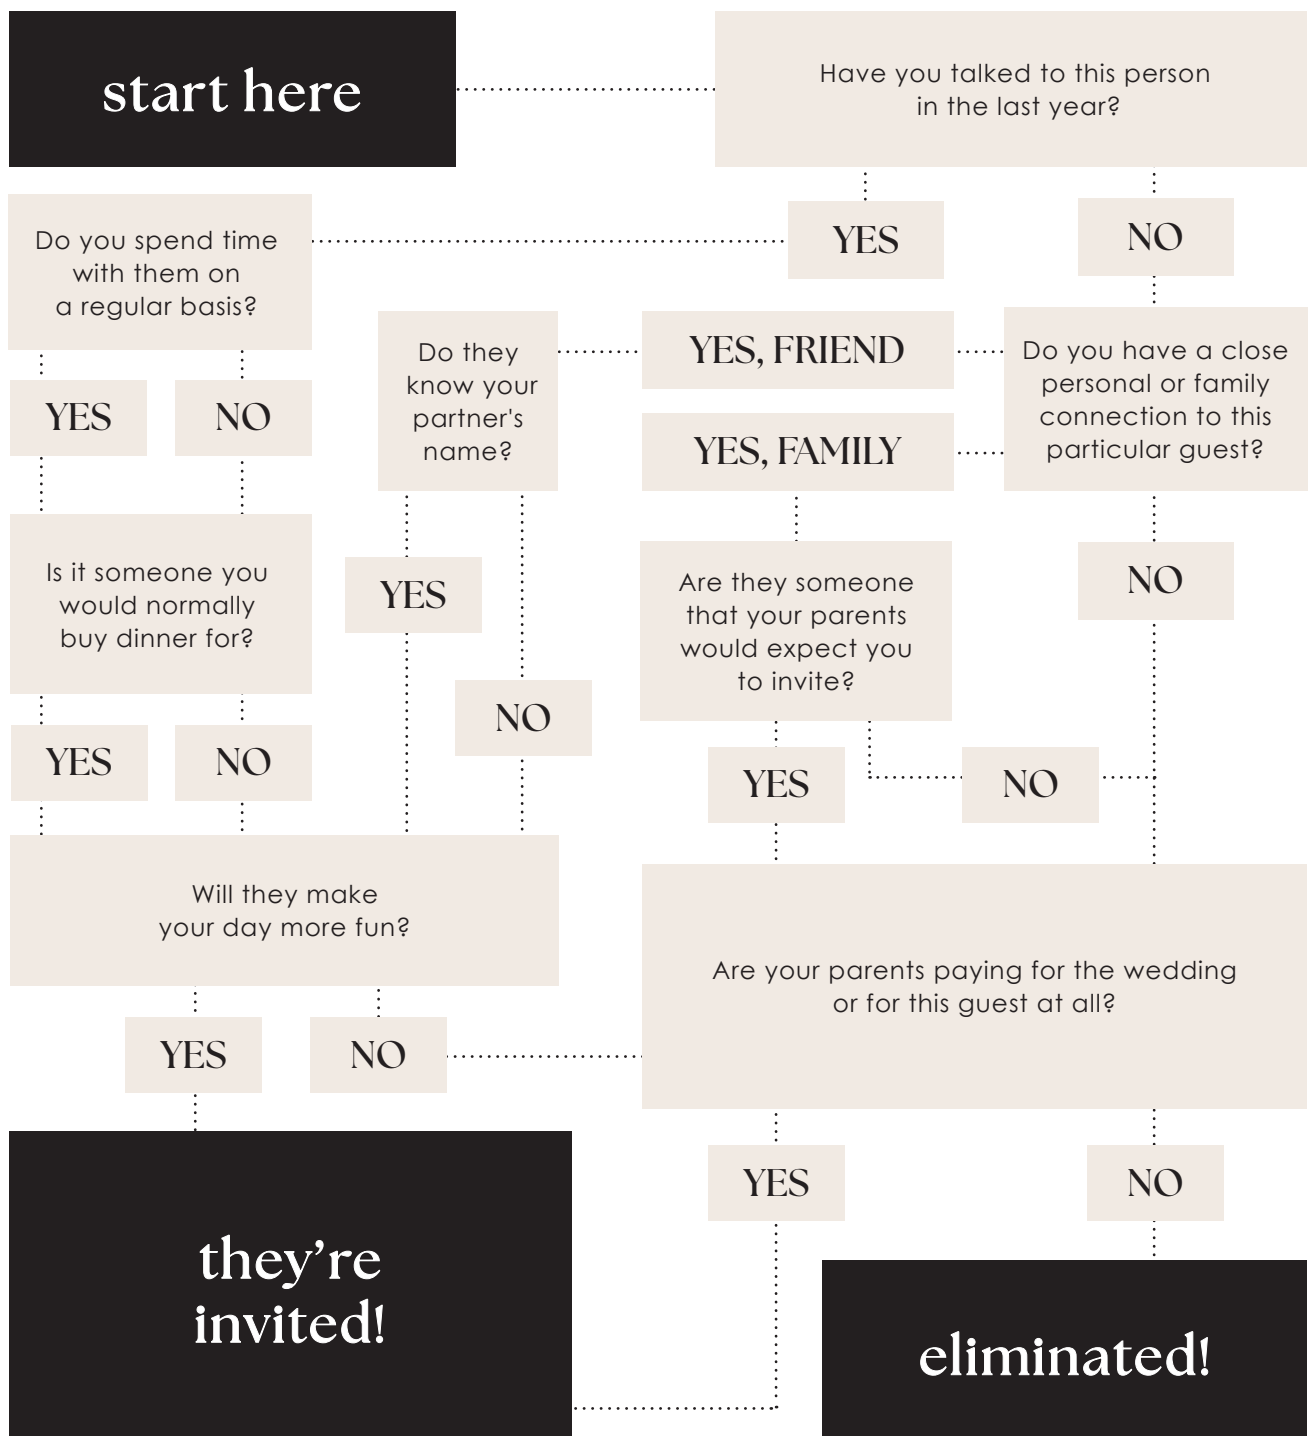 start here
Have you talked to this person
in the last year?
YES
NO
Do you spend time
with them on
a regular basis?
Do they
know your
partner's
name?
YES, FRIEND
YES, FAMILY
Do you have a close
personal or family
connection to this
particular guest?
YES
NO
Is it someone you
would normally
buy dinner for?
YES
NO
Are they someone
that your parents
would expect you
to invite?
NO
YES
NO
YES
NO
Will they make
your day more fun?
Are your parents paying for the wedding
or for this guest at all?
YES
NO
YES
NO
they’re
invited!
eliminated!